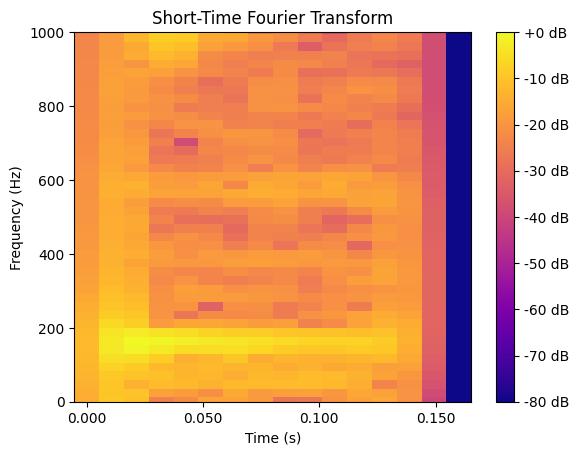 Short-Time Fourier Transform
Frequency (Hz)
1000
800
600
400
200
0
0.000
0.050
0.100
0.150
Time (s)
+0 dB
-10 dB
-20 dB
-30 dB
-40 dB
-50 dB
-60 dB
-70 dB
-80 dB